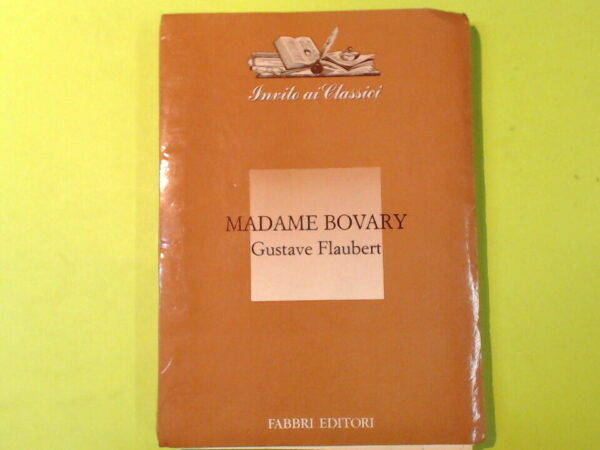 Invito ai Classici
MADAME BOVARY
Gustave Flaubert
FABBRI EDITORI